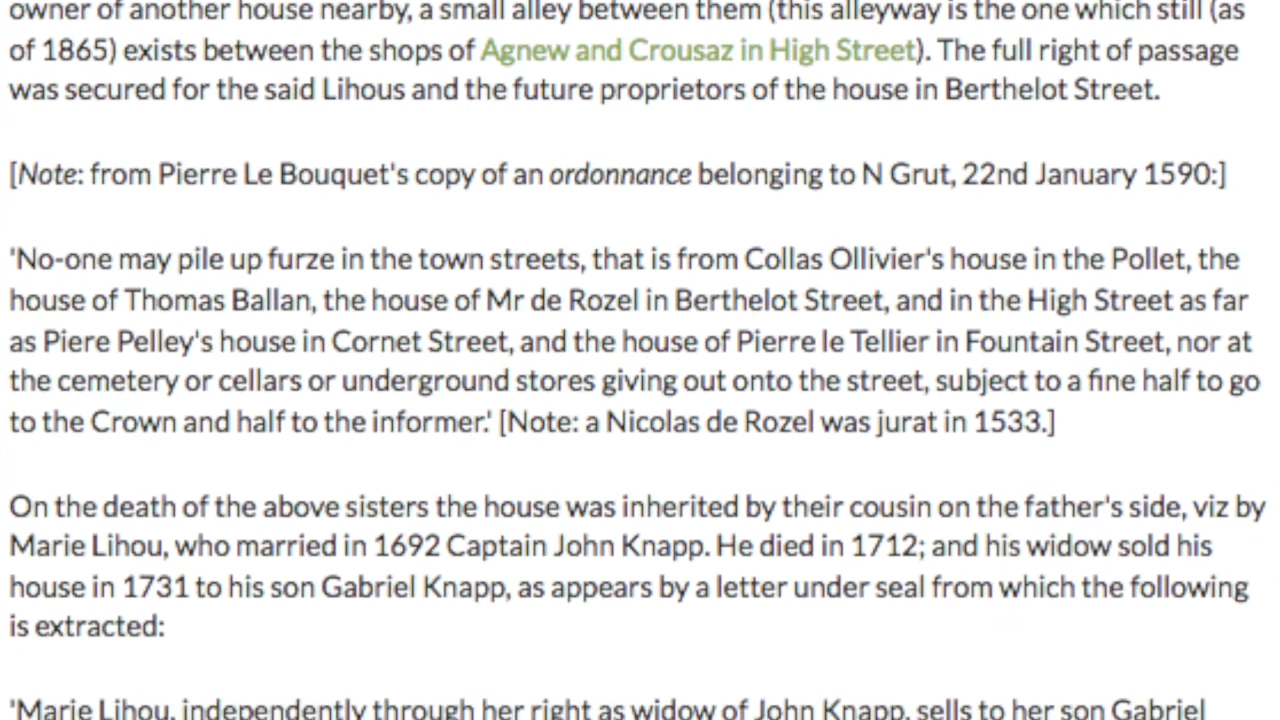 owner of another house nearby, a small alley between them (this alleyway is the one which still (as
of 1865) exists between the shops of Agnew and Crousaz in High Street). The full right of passage
was secured for the said Lihous and the future proprietors of the house in Berthelot Street.
[Note: from Pierre Le Bouquet's copy of an ordonnance belonging to N Grut, 22nd January 1590:]
'No-one may pile up furze in the town streets, that is from Collas Ollivier's house in the Pollet, the
house of Thomas Ballan, the house of Mr de Rozel in Berthelot Street, and in the High Street as far
as Piere Pelley's house in Cornet Street, and the house of Pierre le Tellier in Fountain Street, nor at
the cemetery or cellars or underground stores giving out onto the street, subject to a fine half to go
to the Crown and half to the informer.' [Note: a Nicolas de Rozel was jurat in 1533.]
On the death of the above sisters the house was inherited by their cousin on the father's side, viz by
Marie Lihou, who married in 1692 Captain John Knapp. He died in 1712; and his widow sold his
house in 1731 to his son Gabriel Knapp, as appears by a letter under seal from which the following
is extracted:
'Marie Lihou, independently through her right as widow of John Knapp, sells to her son Gabriel